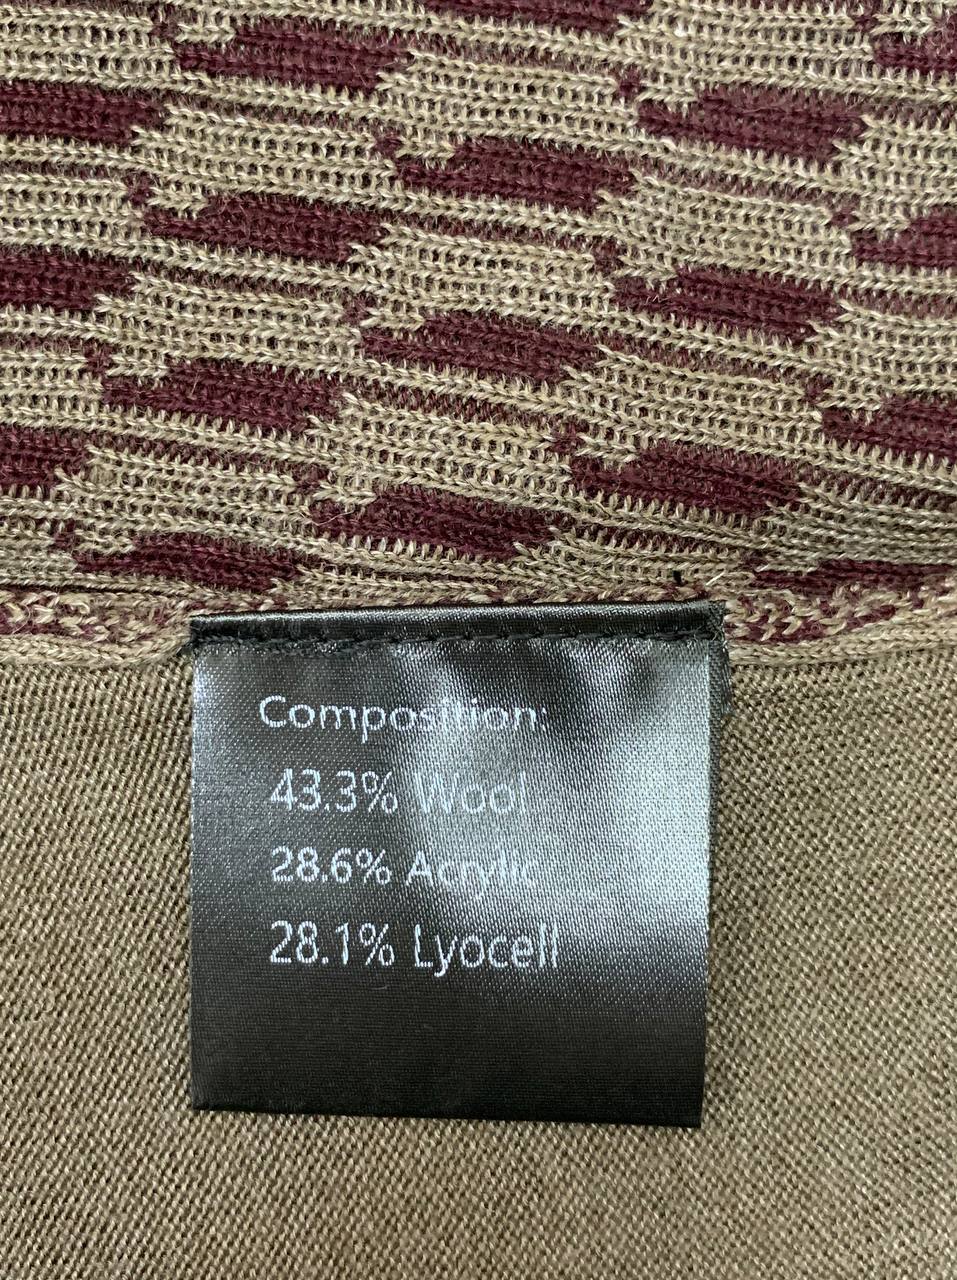 Composition:
43.3% Wool
28.6% Acrylic
28.1% Lyocell